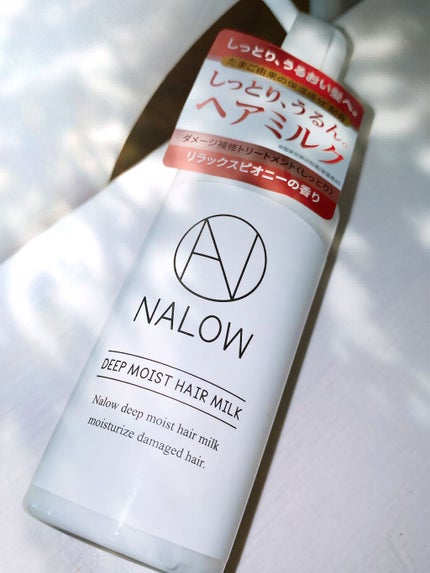 しっとり、うるおい髪へ。
たまご由来の保湿成分
しっとり、うるん。
ヘアミルク
ダメージ補修トリートメント〈しっとり〉
リラックスピオニーの香り
NALOW
DEEP MOIST HAIR MILK
Nalow deep moist hair milk
moisturize damaged hair.